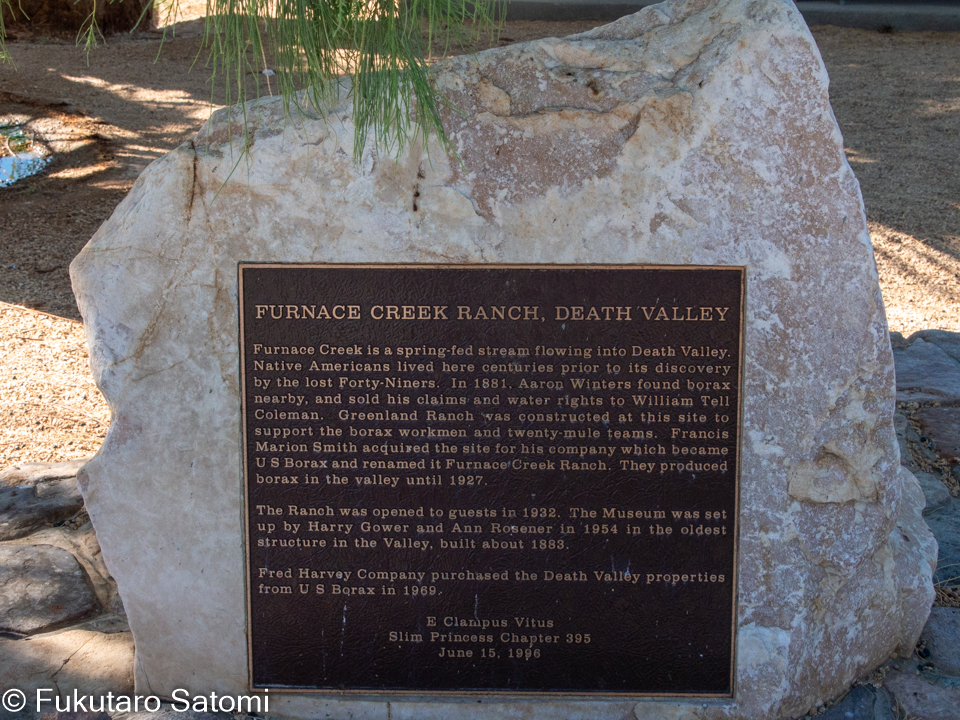 FURNACE CREEK RANCH, DEATH VALLEY
Furnace Creek is a spring-fed stream flowing into Death Valley.
Native Americans lived here centuries prior to its discovery
by the lost Forty-Niners. In 1881, Aaron Winters found borax
nearby, and sold his claims and water rights to William Tell
Coleman. Greenland Ranch was constructed at this site to
support the borax workmen and twenty-mule teams. Francis
Marion Smith acquired the site for his company which became
U S Borax and renamed it Furnace Creek Ranch. They produced
borax in the valley until 1927.
The Ranch was opened to guests in 1932. The Museum was set
up by Harry Gower and Ann Rosener in 1954 in the oldest
structure in the Valley, built about 1883.
Fred Harvey Company purchased the Death Valley properties
from U S Borax in 1969.
E Clampus Vitus
Slim Princess Chapter 395
June 15, 1996
© Fukutaro Satomi